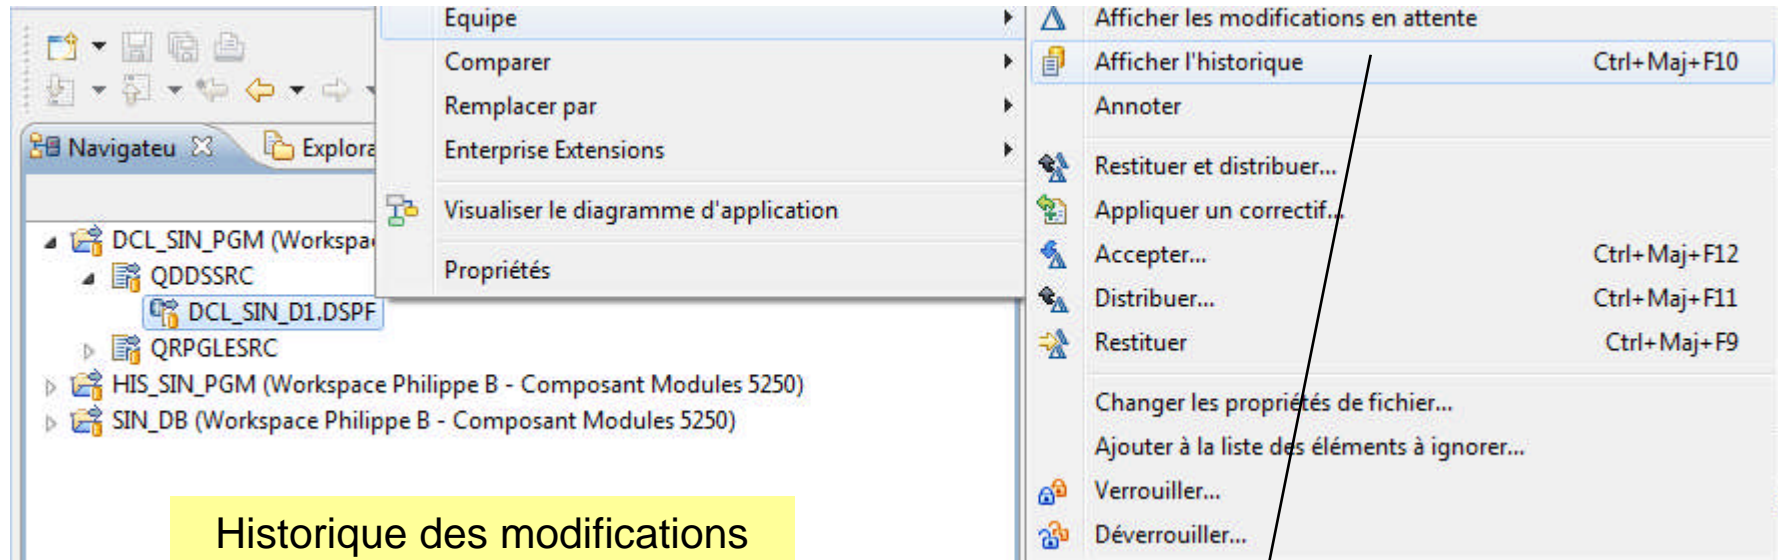 Equipe
Comparer
Remplacer par
Enterprise Extensions
Visualiser le diagramme d'application
Propriétés
Afficher les modifications en attente
Afficher l'historique Ctrl+Maj+F10
Annoter
Restituer et distribuer...
Appliquer un correctif...
Accepter... Ctrl+Maj+F12
Distribuer... Ctrl+Maj+F11
Restituer Ctrl+Maj+F9
Changer les propriétés de fichier...
Ajouter à la liste des éléments à ignorer...
Verrouiller...
Déverrouiller...
Navigateu Explora
DCL_SIN_PGM (Workspa
QDDSSRC
DCL_SIN_D1.DSPF
QRPGLESRC
HIS_SIN_PGM (Workspace Philippe B - Composant Modules 5250)
SIN_DB (Workspace Philippe B - Composant Modules 5250)
Historique des modifications